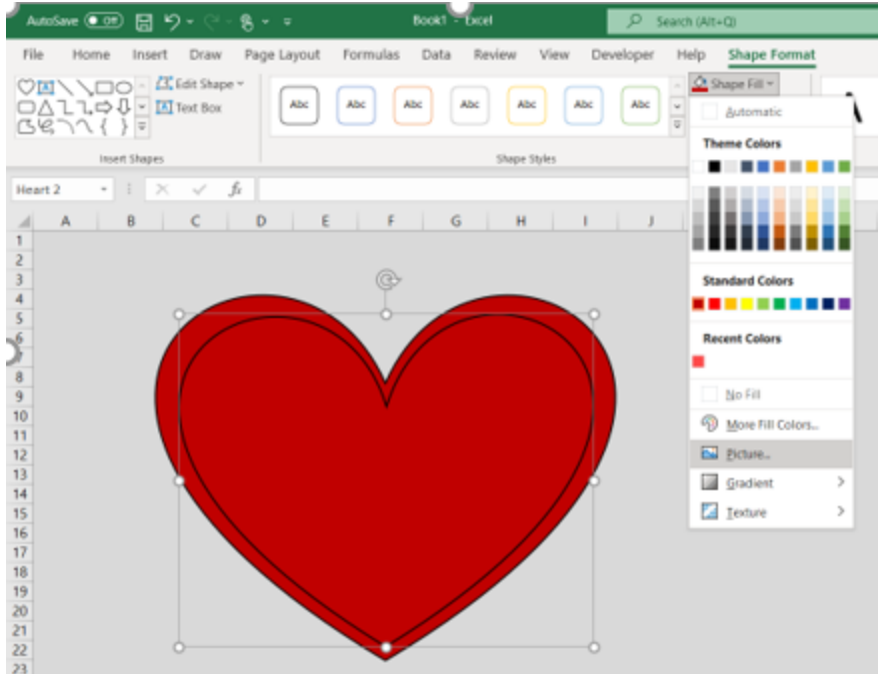 AutoSave Off Book1 - Excel Search (Alt+Q)
File Home Insert Draw Page Layout Formulas Data Review View Developer Help Shape Format
Edit Shape
Text Box
Abc Abc Abc Abc Abc Abc Abc
Shape Fill
Insert Shapes Shape Styles
Automatic
Theme Colors
Standard Colors
Recent Colors
No Fill
More Fill Colors...
Picture...
Gradient
Texture
Heart 2 fx
A B C D E F G H I J
1
2
3
4
5
6
7
8
9
10
11
12
13
14
15
16
17
18
19
20
21
22
23